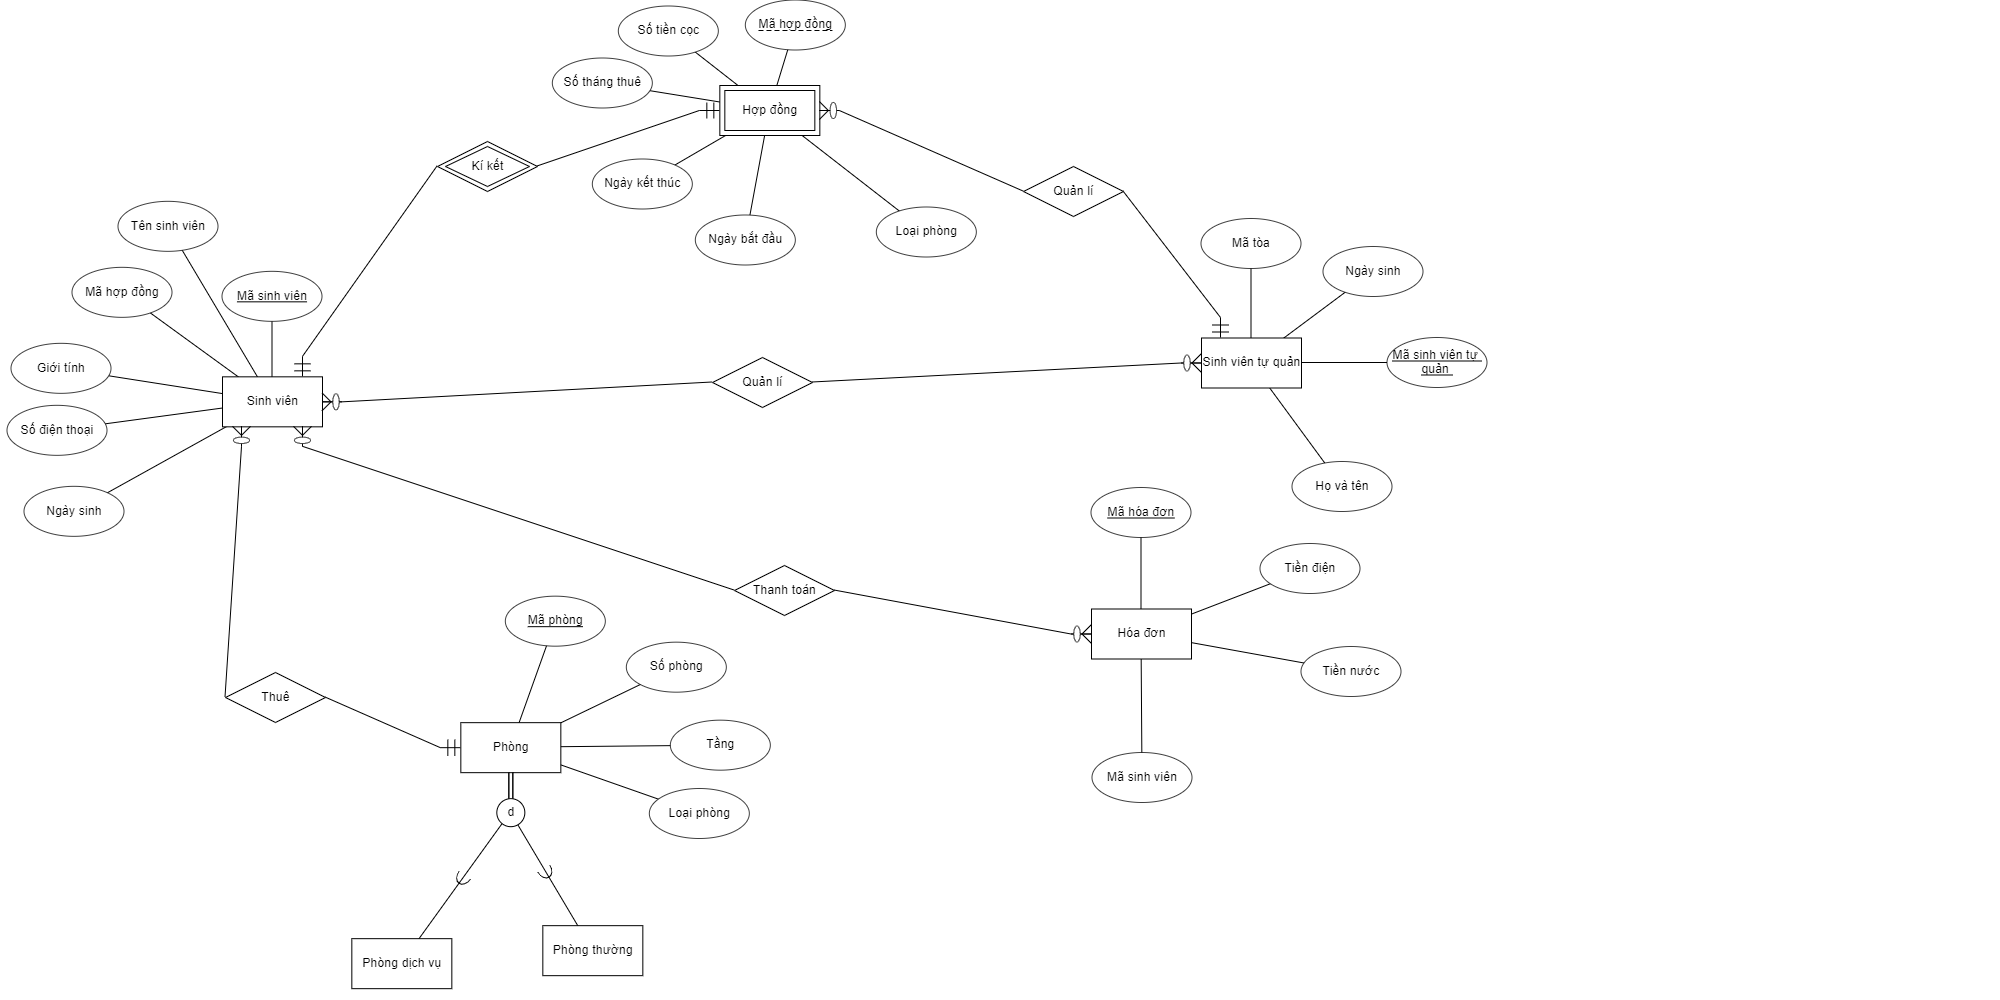 Mã hợp đồng
Số tiền cọc
Số tháng thuê
Hợp đồng
Kí kết
Ngày kết thúc
Quản lí
Tên sinh viên
Loại phòng
Ngày bắt đầu
Mã tòa
Ngày sinh
Mã hợp đồng
Mã sinh viên
Mã sinh viên tự
quản
Sinh viên tự quản
Giới tính
Quản lí
Sinh viên
Số điện thoại
Họ và tên
Ngày sinh
Mã hóa đơn
Tiền điện
Thanh toán
Mã phòng
Hóa đơn
Số phòng
Tiền nước
Thuê
Phòng
Tầng
Mã sinh viên
Loại phòng
d
Phòng thường
Phòng dịch vụ